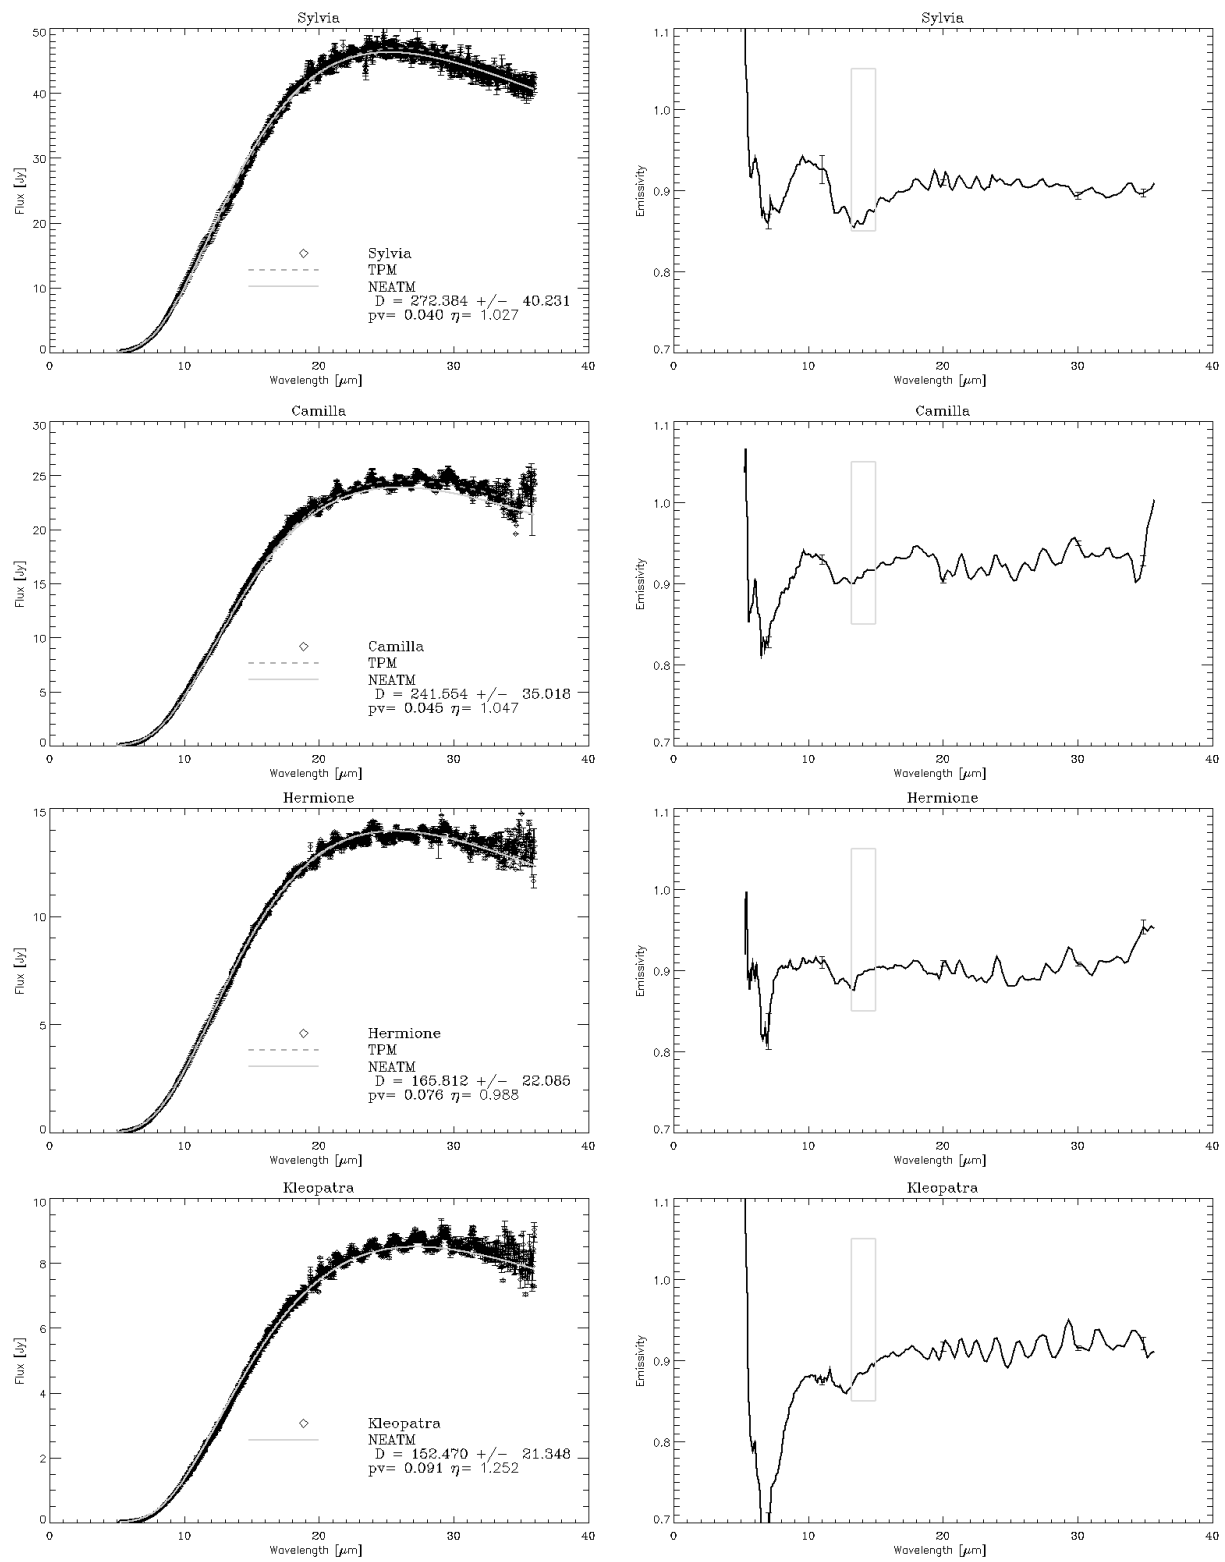 Sylvia
50
40
30
20
10
0
Flux [Jy]
Sylvia
TPM
NEATM
D = 272.384 +/- 40.231
pv= 0.040 η= 1.027
0 10 20 30 40
Wavelength [μm]
Sylvia
1.1
1.0
0.9
0.8
0.7
Emissivity
0 10 20 30 40
Wavelength [μm]
Camilla
30
25
20
15
10
5
0
Flux [Jy]
Camilla
TPM
NEATM
D = 241.554 +/- 35.018
pv= 0.045 η= 1.047
0 10 20 30 40
Wavelength [μm]
Camilla
1.1
1.0
0.9
0.8
0.7
Emissivity
0 10 20 30 40
Wavelength [μm]
Hermione
15
10
5
0
Flux [Jy]
Hermione
TPM
NEATM
D = 165.812 +/- 22.085
pv= 0.076 η= 0.988
0 10 20 30 40
Wavelength [μm]
Hermione
1.1
1.0
0.9
0.8
0.7
Emissivity
0 10 20 30 40
Wavelength [μm]
Kleopatra
10
8
6
4
2
0
Flux [Jy]
Kleopatra
NEATM
D = 152.470 +/- 21.348
pv= 0.091 η= 1.252
0 10 20 30 40
Wavelength [μm]
Kleopatra
1.1
1.0
0.9
0.8
0.7
Emissivity
0 10 20 30 40
Wavelength [μm]